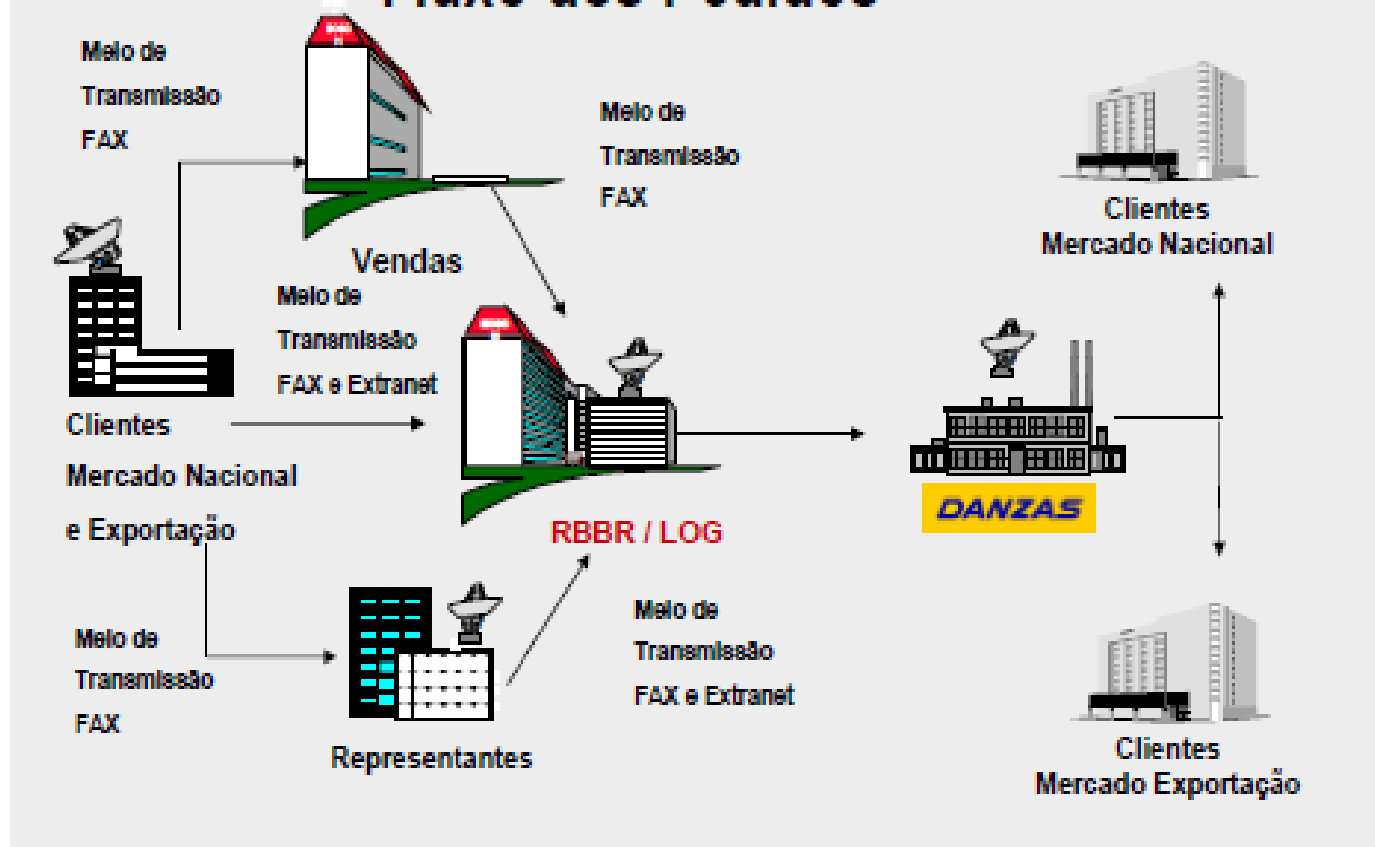 Meio de
Transmissão
FAX
Meio de
Transmissão
FAX
Clientes
Mercado Nacional
Vendas
Meio de
Transmissão
FAX e Extranet
Clientes
Mercado Nacional
e Exportação
RBBR / LOG
DANZAS
Meio de
Transmissão
FAX
Representantes
Meio de
Transmissão
FAX e Extranet
Clientes
Mercado Exportação